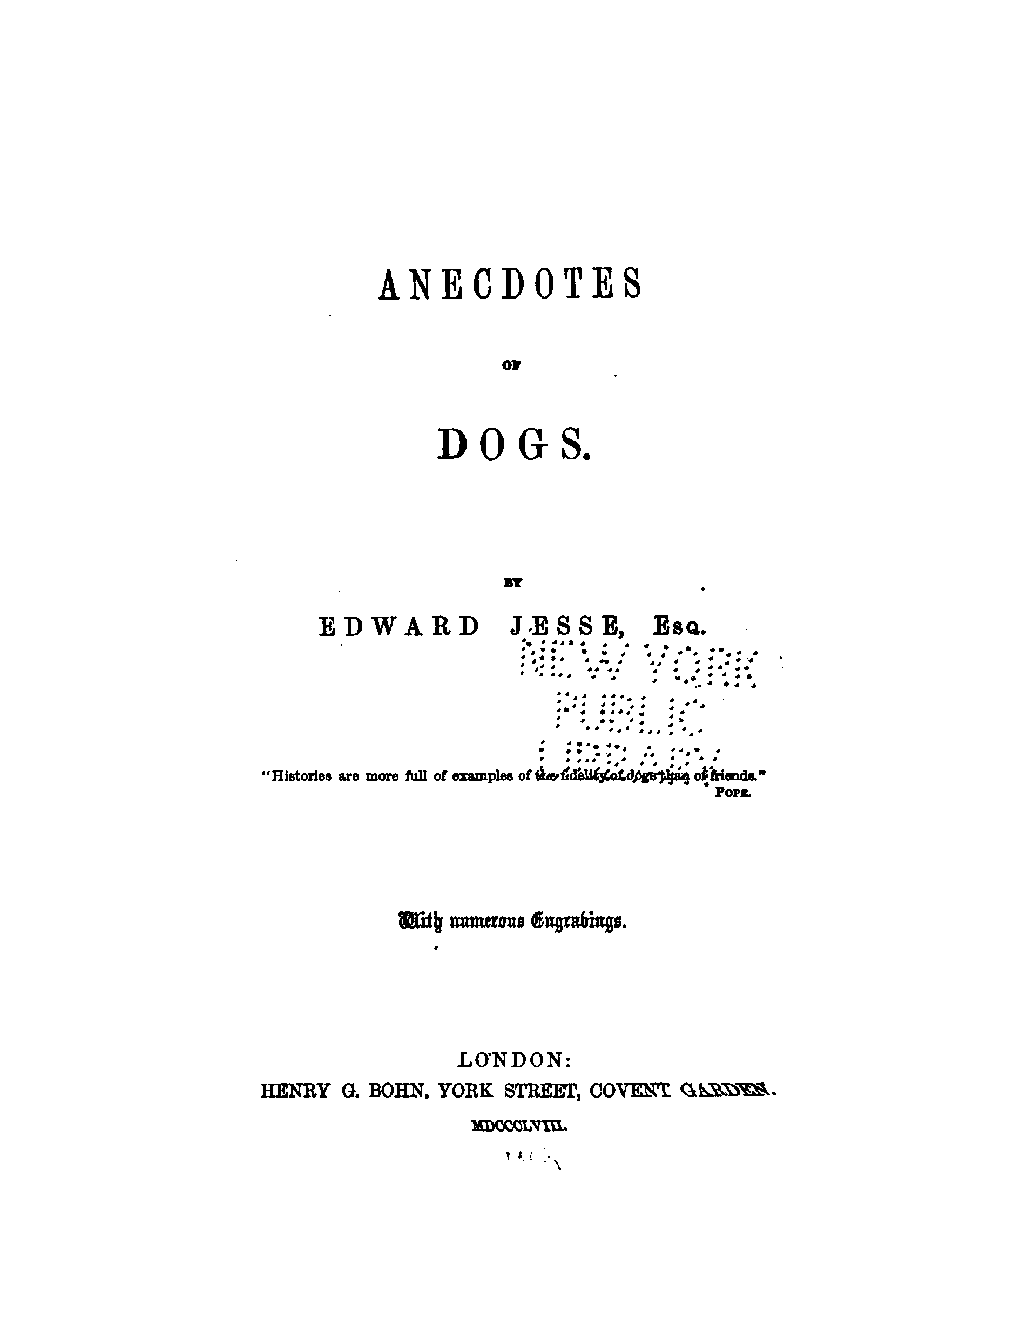 ANECDOTES
OF
DOGS.
BY
EDWARD JESSE, Esq.
NEW YORK
PUBLIC
LIBRARY
"Histories are more full of examples of the fidelity of dogs than of friends."
Pope.
With numerous Engravings.
LONDON:
HENRY G. BOHN, YORK STREET, COVENT GARDEN.
MDCCCLVIII.